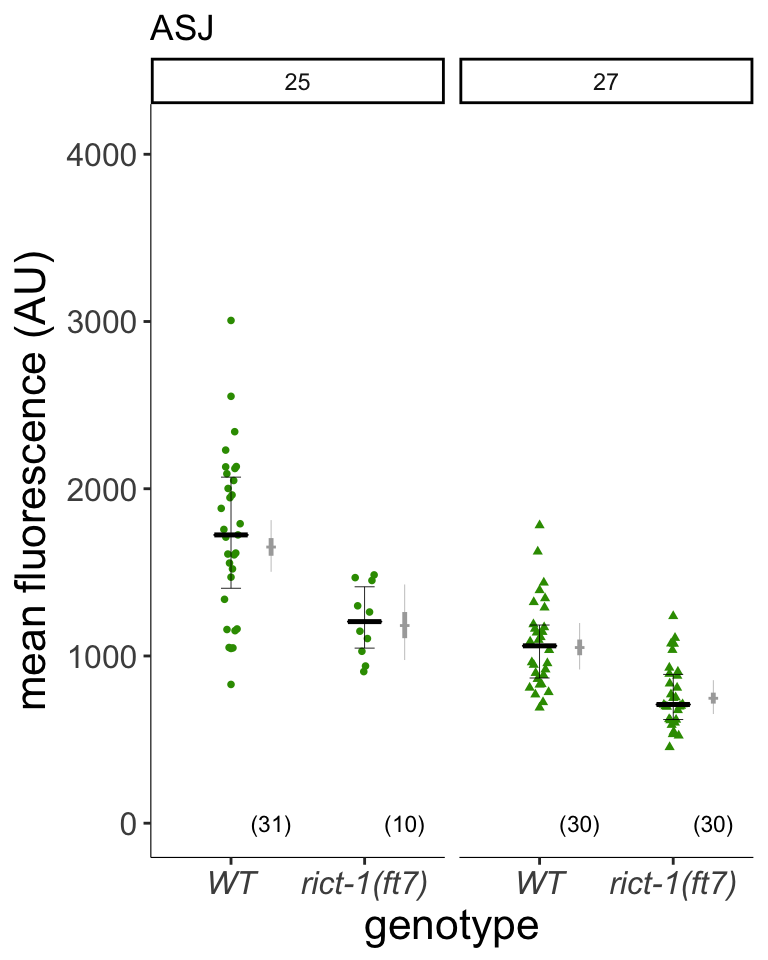 ASJ
25 27
mean fluorescence (AU)
4000
3000
2000
1000
0
(31) (10) (30) (30)
WT rict-1(ft7) WT rict-1(ft7)
genotype